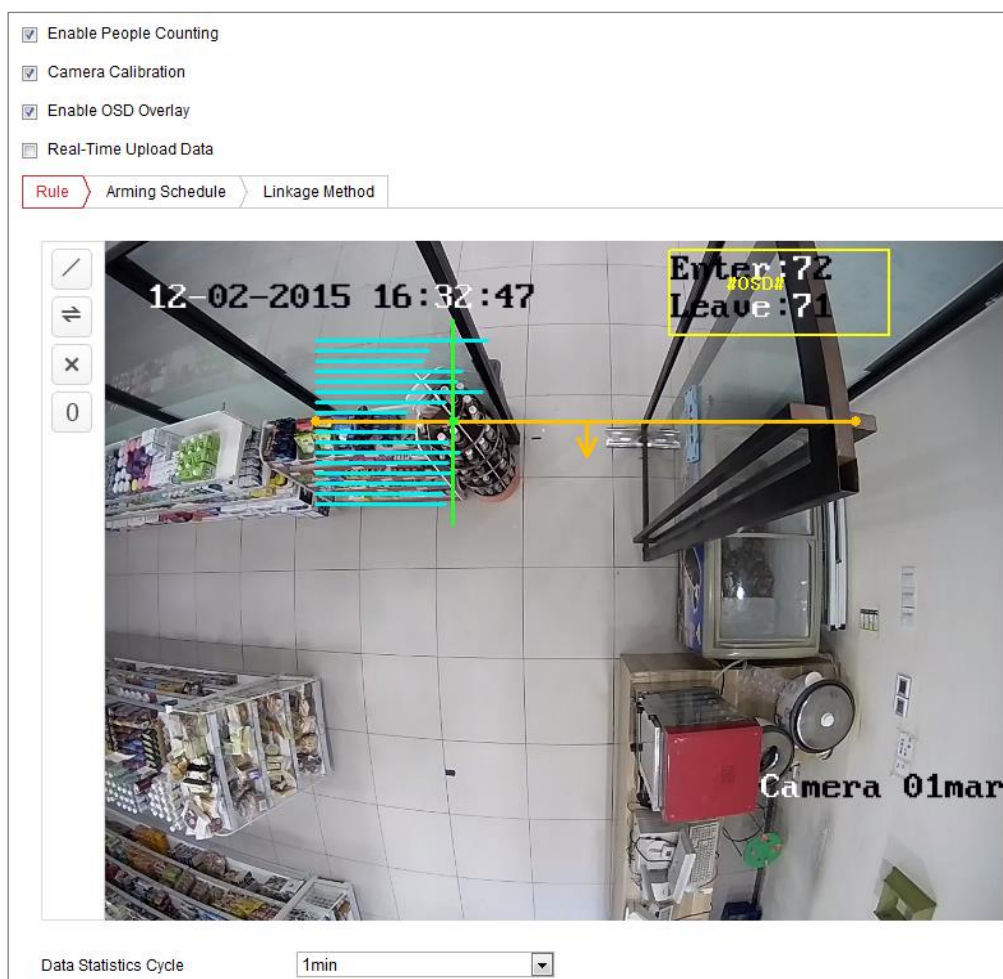 Enable People Counting
Camera Calibration
Enable OSD Overlay
Real-Time Upload Data
Rule Arming Schedule Linkage Method
12-02-2015 16:32:47
Enter:72
#OSD#
Leave:71
0
Camera 01mar
Data Statistics Cycle 1min